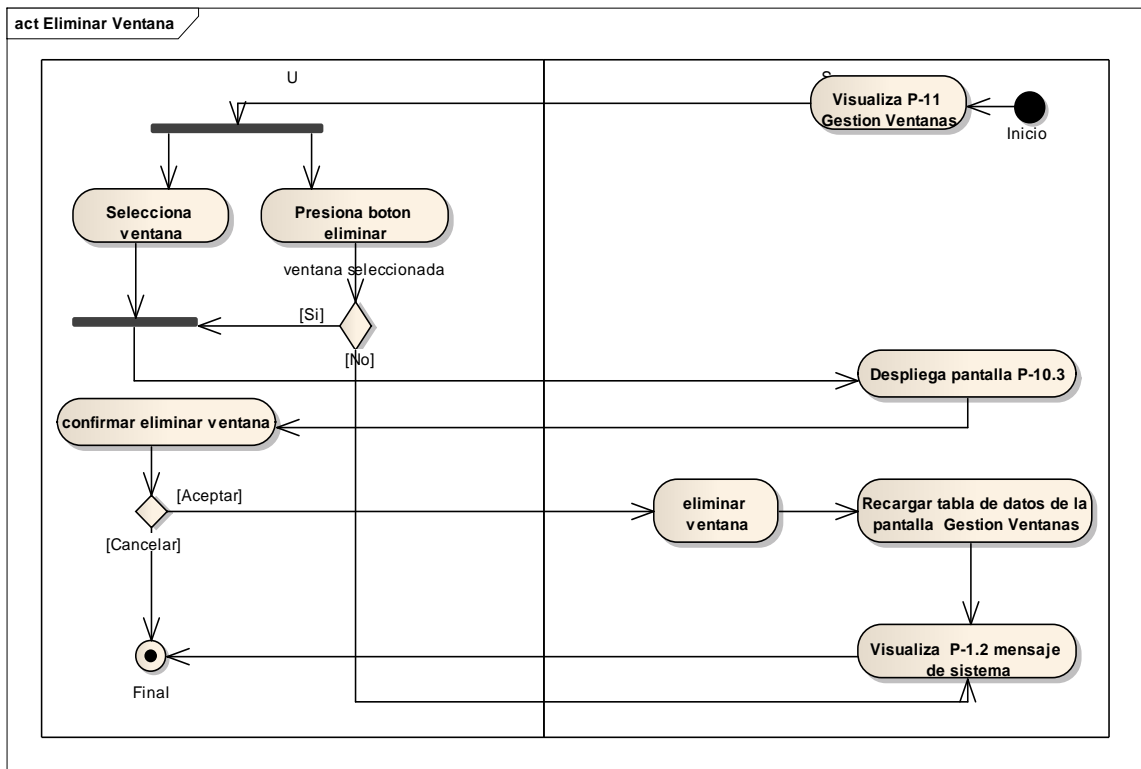 act Eliminar Ventana
U
S
Visualiza P-11
Gestion Ventanas
Inicio
Selecciona
ventana
Presiona boton
eliminar
ventana seleccionada
[Si]
[No]
Despliega pantalla P-10.3
confirmar eliminar ventana
[Aceptar]
eliminar
ventana
Recargar tabla de datos de la
pantalla Gestion Ventanas
[Cancelar]
Visualiza P-1.2 mensaje
de sistema
Final